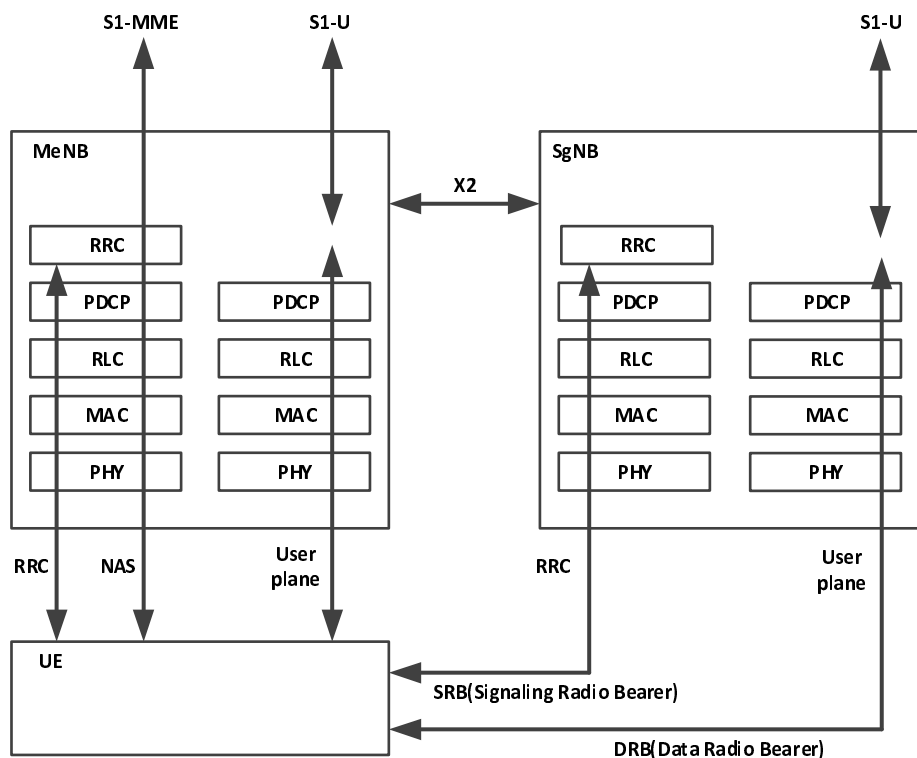 S1-MME
S1-U
S1-U
MeNB
SgNB
X2
RRC
RRC
PDCP
PDCP
PDCP
PDCP
RLC
RLC
RLC
RLC
MAC
MAC
MAC
MAC
PHY
PHY
PHY
PHY
RRC
NAS
User
plane
RRC
User
plane
UE
SRB(Signaling Radio Bearer)
DRB(Data Radio Bearer)